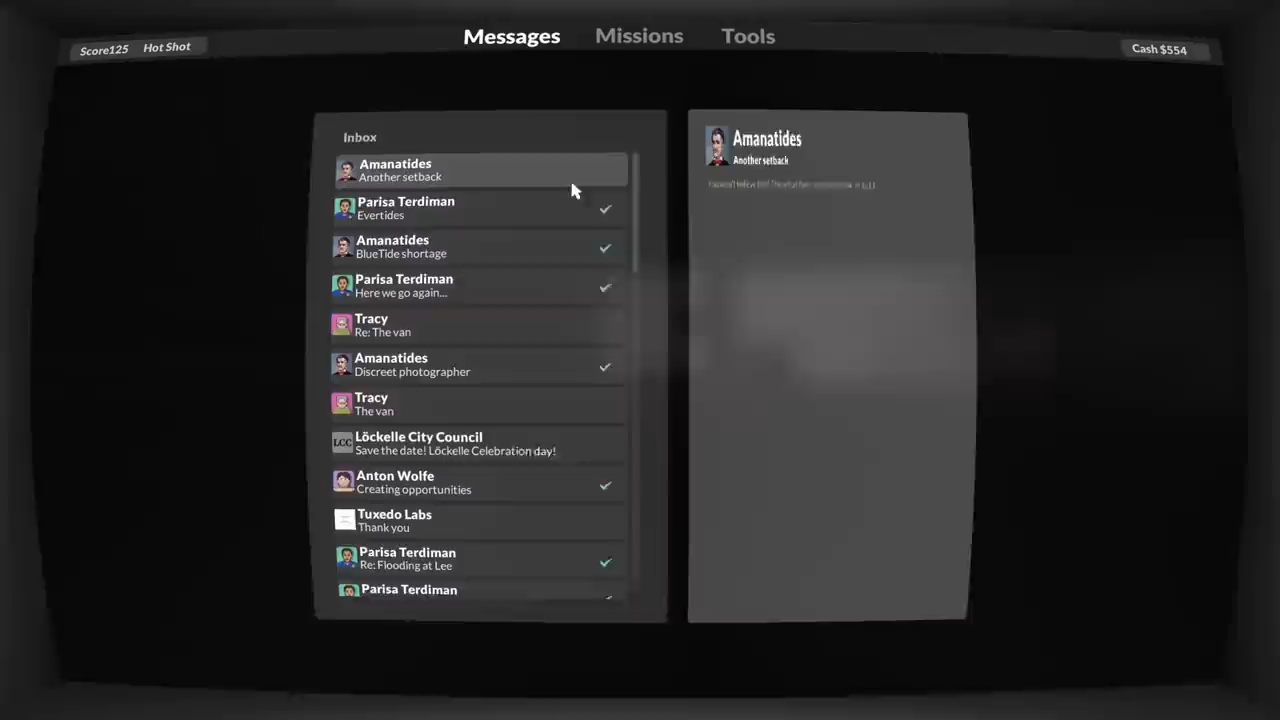 Score125 Hot Shot
Messages Missions Tools
Cash $554
Inbox
Amanatides
Another setback
Parisa Terdiman
Evertides
Amanatides
BlueTide shortage
Parisa Terdiman
Here we go again...
Tracy
Re: The van
Amanatides
Discreet photographer
Tracy
The van
LCC
Löckelle City Council
Save the date! Löckelle Celebration day!
Anton Wolfe
Creating opportunities
Tuxedo Labs
Thank you
Parisa Terdiman
Re: Flooding at Lee
Parisa Terdiman
Amanatides
Another setback